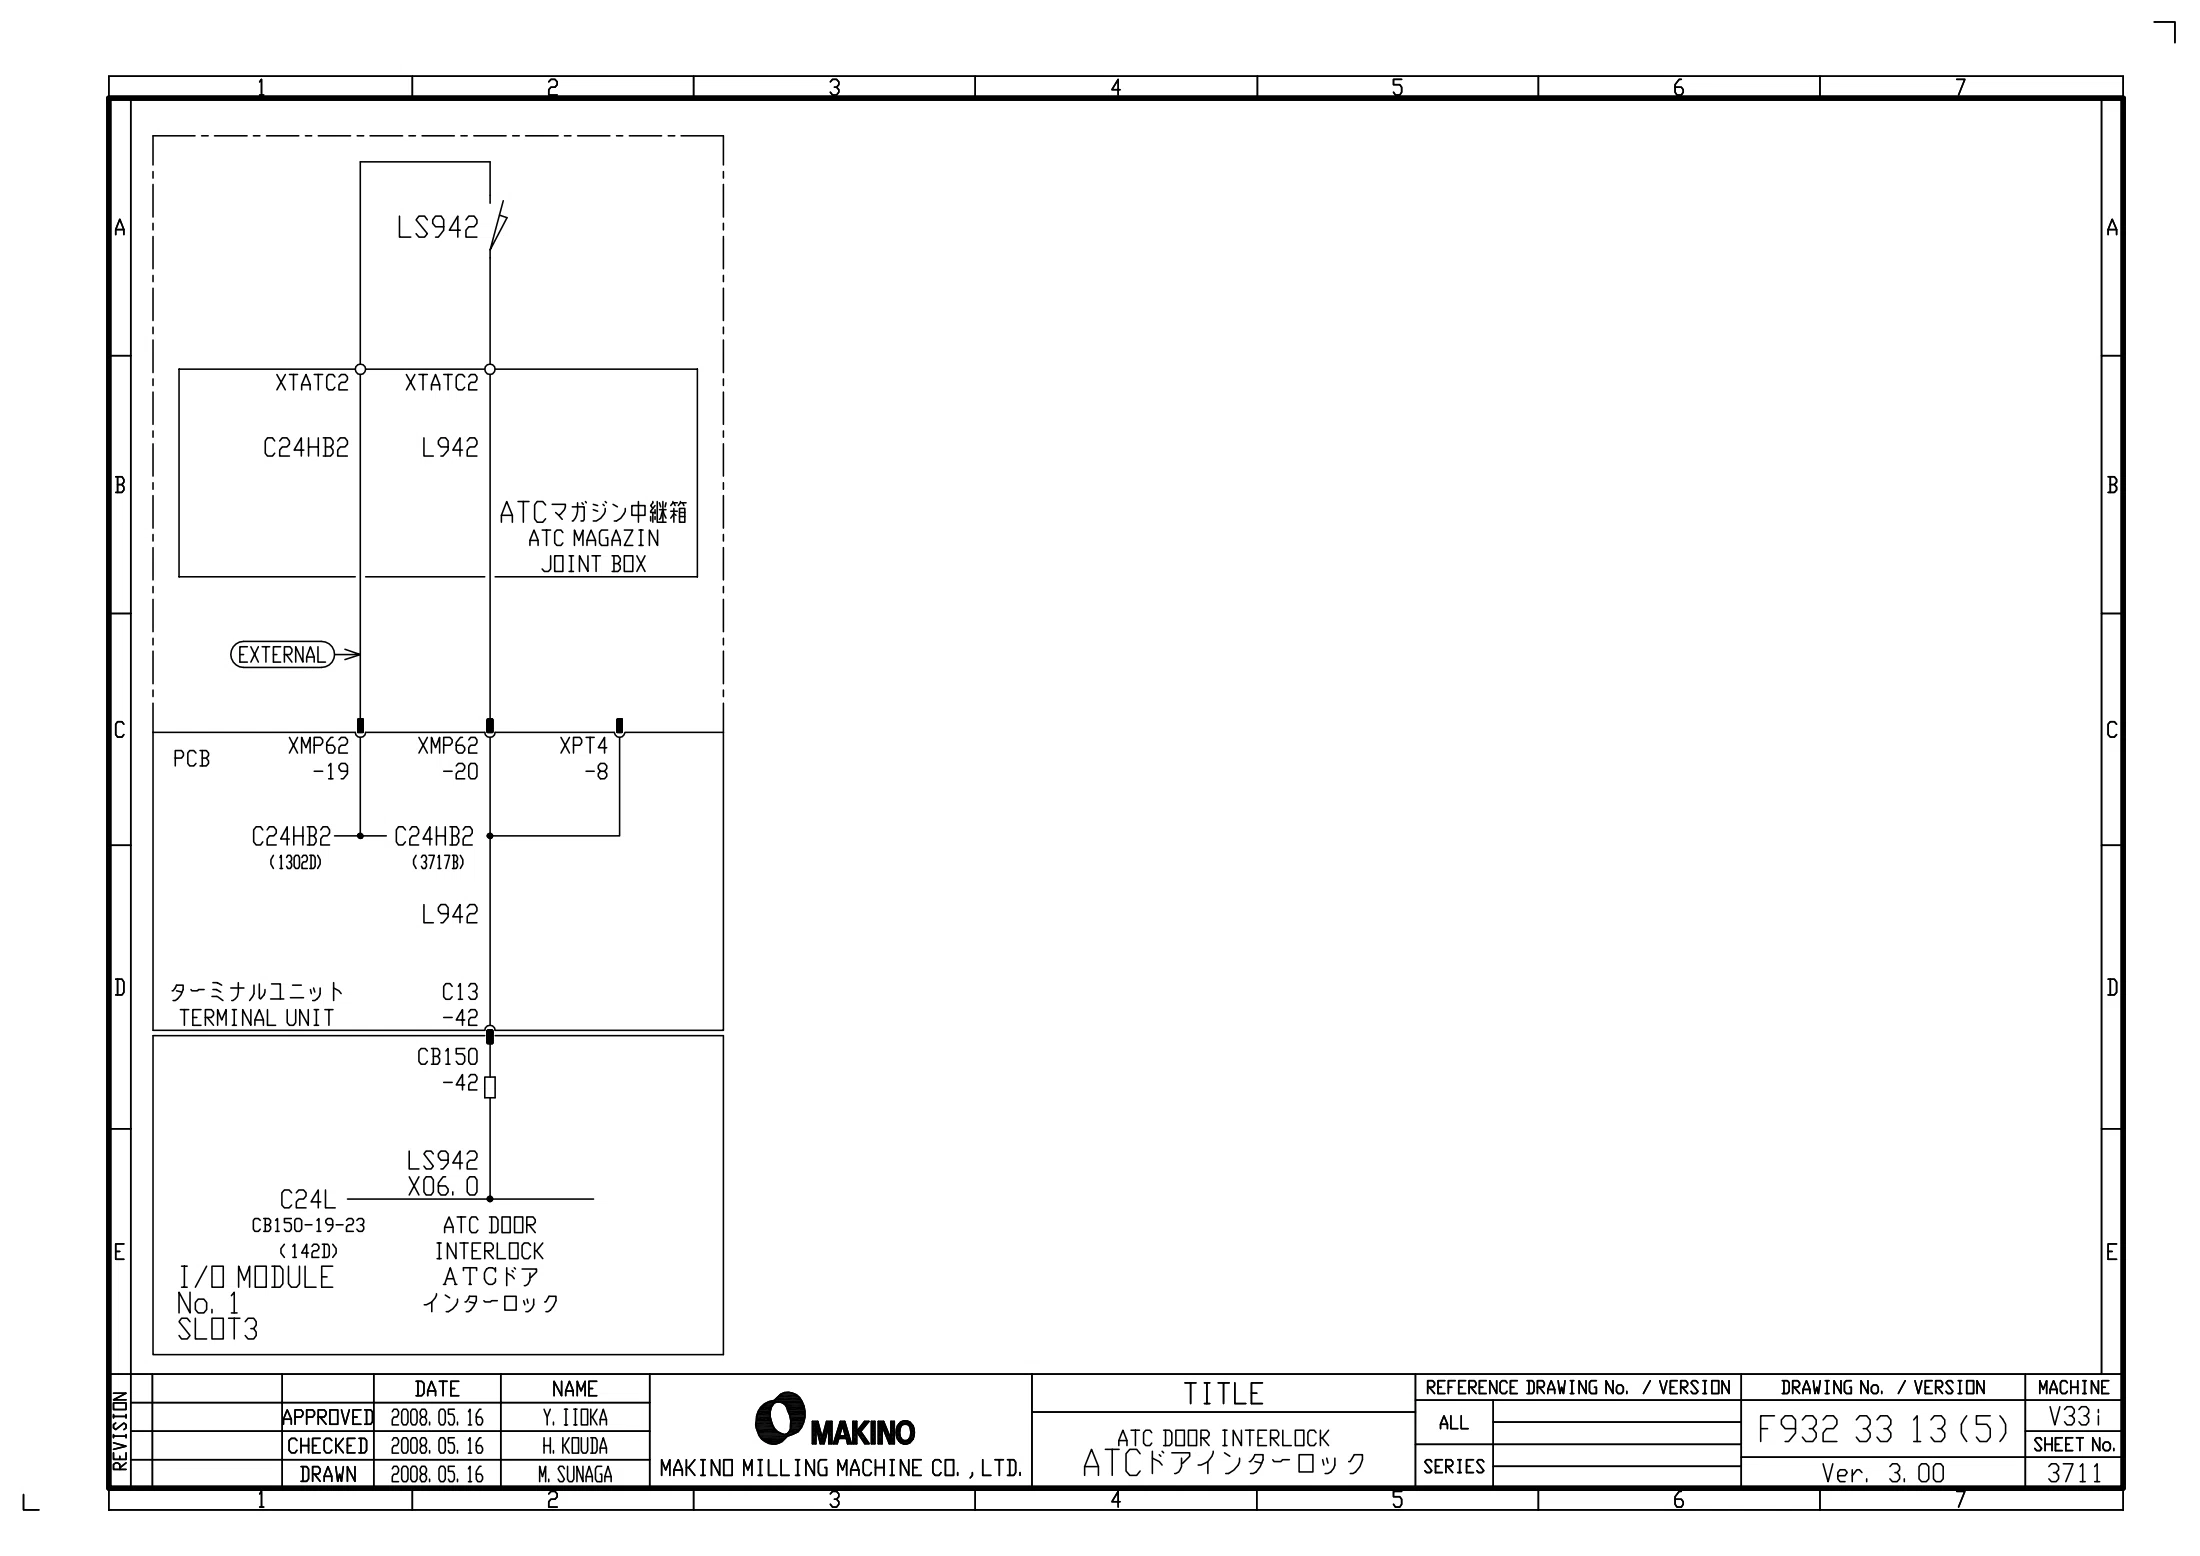 1 2 3 4 5 6 7
A
A
LS942
XTATC2 XTATC2
C24HB2 L942
B
B
ATCマガジン中継箱
ATC MAGAZIN
JOINT BOX
EXTERNAL
C
C
PCB
XMP62 XMP62 XPT4
-19 -20 -8
C24HB2 C24HB2
(1302D) (3717B)
L942
D
D
ターミナルユニット
TERMINAL UNIT
C13
-42
CB150
-42
LS942
X06.0
C24L
CB150-19-23
(142D)
ATC DOOR
INTERLOCK
ATCドア
インターロック
E
E
I/O MODULE
No.1
SLOT3
REVISION
DATE NAME
APPROVED 2008.05.16 Y. IIOKA
CHECKED 2008.05.16 H. KOUDA
DRAWN 2008.05.16 M. SUNAGA
MAKINO
MAKINO MILLING MACHINE CO.,LTD.
TITLE
ATC DOOR INTERLOCK
ATCドアインターロック
REFERENCE DRAWING No. / VERSION
ALL
SERIES
DRAWING No. / VERSION
F932 33 13(5)
Ver. 3.00
MACHINE
V33i
SHEET No.
3711
1 2 3 4 5 6 7